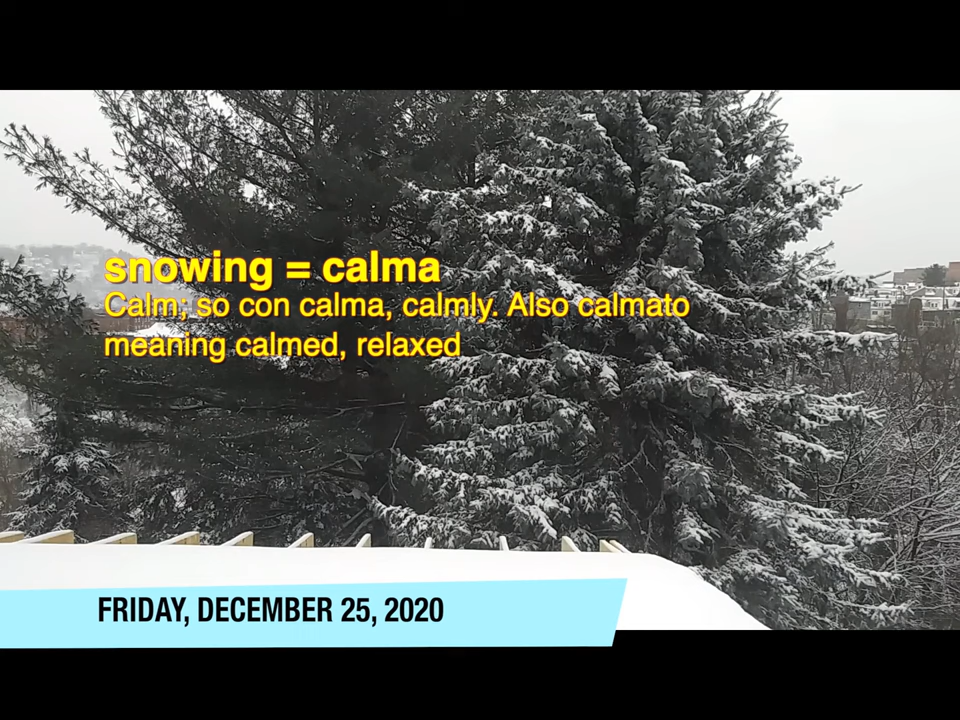 snowing = calma
Calm; so con calma, calmly. Also calmato
meaning calmed, relaxed
FRIDAY, DECEMBER 25, 2020